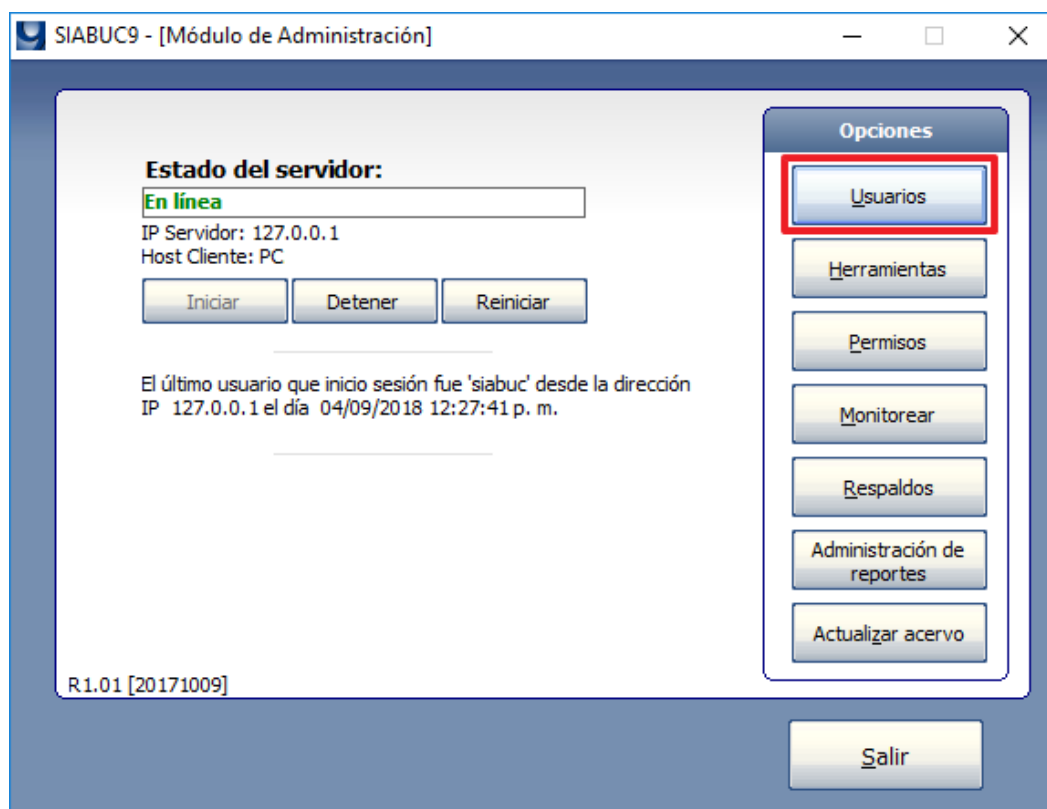 SIABUC9 - [Módulo de Administración]
Estado del servidor:
En línea
IP Servidor: 127.0.0.1
Host Cliente: PC
Iniciar
Detener
Reiniciar
El último usuario que inicio sesión fue 'siabuc' desde la dirección
IP 127.0.0.1 el día 04/09/2018 12:27:41 p. m.
R1.01 [20171009]
Opciones
Usuarios
Herramientas
Permisos
Monitorear
Respaldos
Administración de
reportes
Actualizar acervo
Salir